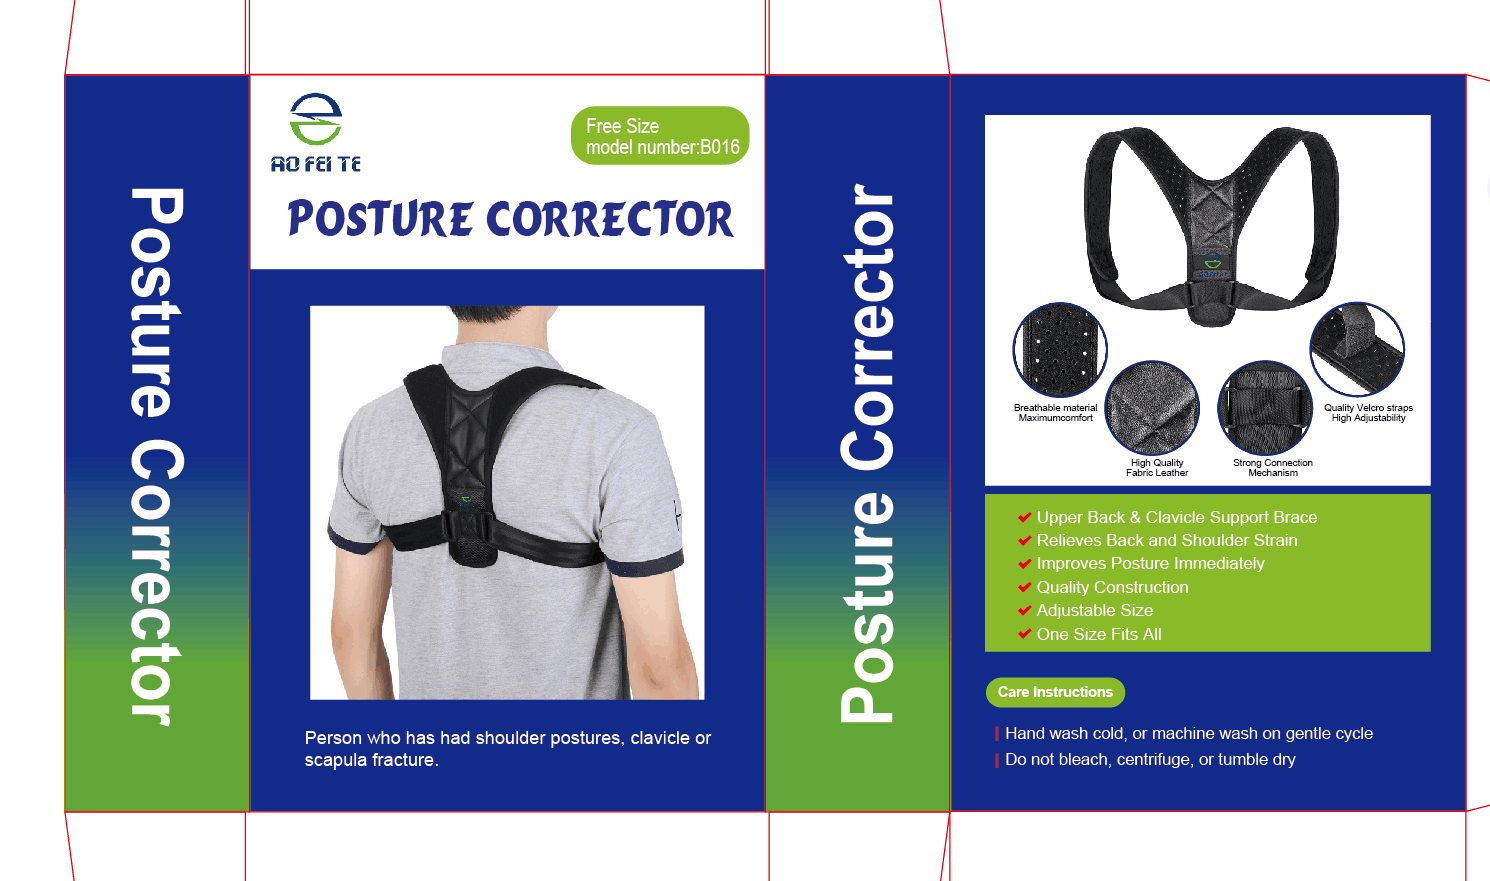 Posture Corrector
AO FEI TE
Free Size
model number:B016
POSTURE CORRECTOR
Person who has had shoulder postures, clavicle or
scapula fracture.
Posture Corrector
Breathable material
Maximumcomfort
High Quality
Fabric Leather
Strong Connection
Mechanism
Quality Velcro straps
High Adjustability
Upper Back & Clavicle Support Brace
Relieves Back and Shoulder Strain
Improves Posture Immediately
Quality Construction
Adjustable Size
One Size Fits All
Care Instructions
Hand wash cold, or machine wash on gentle cycle
Do not bleach, centrifuge, or tumble dry